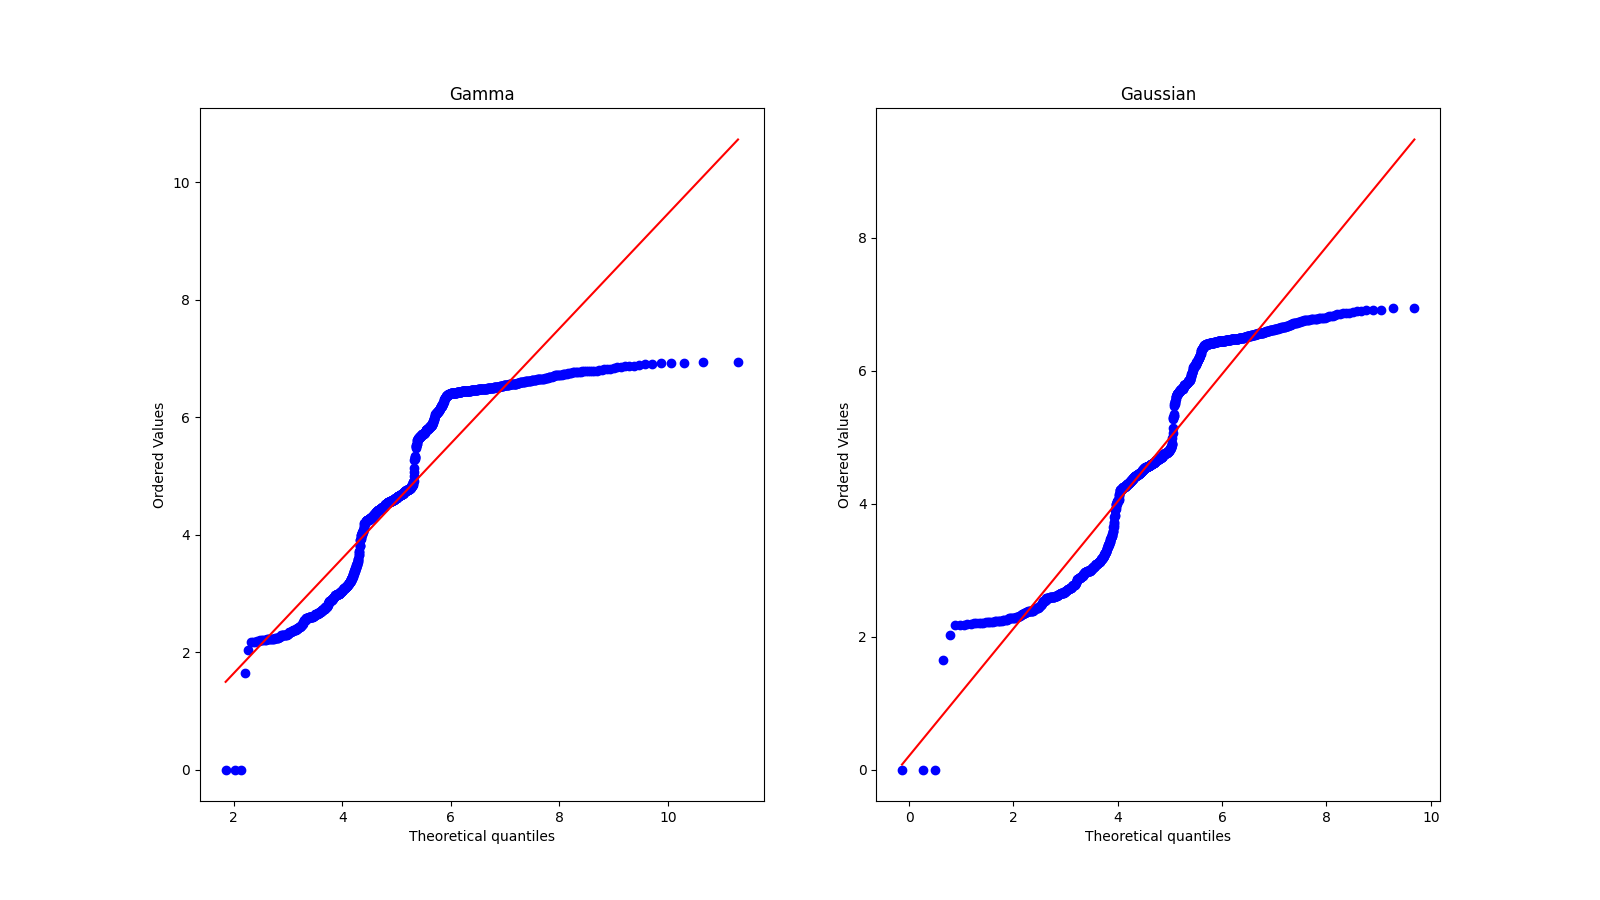 Gamma
Ordered Values
10
8
6
4
2
0
2 4 6 8 10
Theoretical quantiles
Gaussian
Ordered Values
8
6
4
2
0
0 2 4 6 8 10
Theoretical quantiles